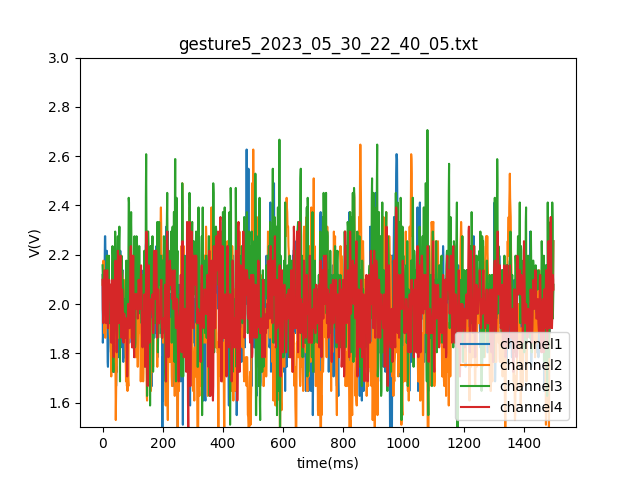 gesture5_2023_05_30_22_40_05.txt
3.0
2.8
2.6
2.4
2.2
2.0
1.8
1.6
V(V)
channel1
channel2
channel3
channel4
0 200 400 600 800 1000 1200 1400
time(ms)